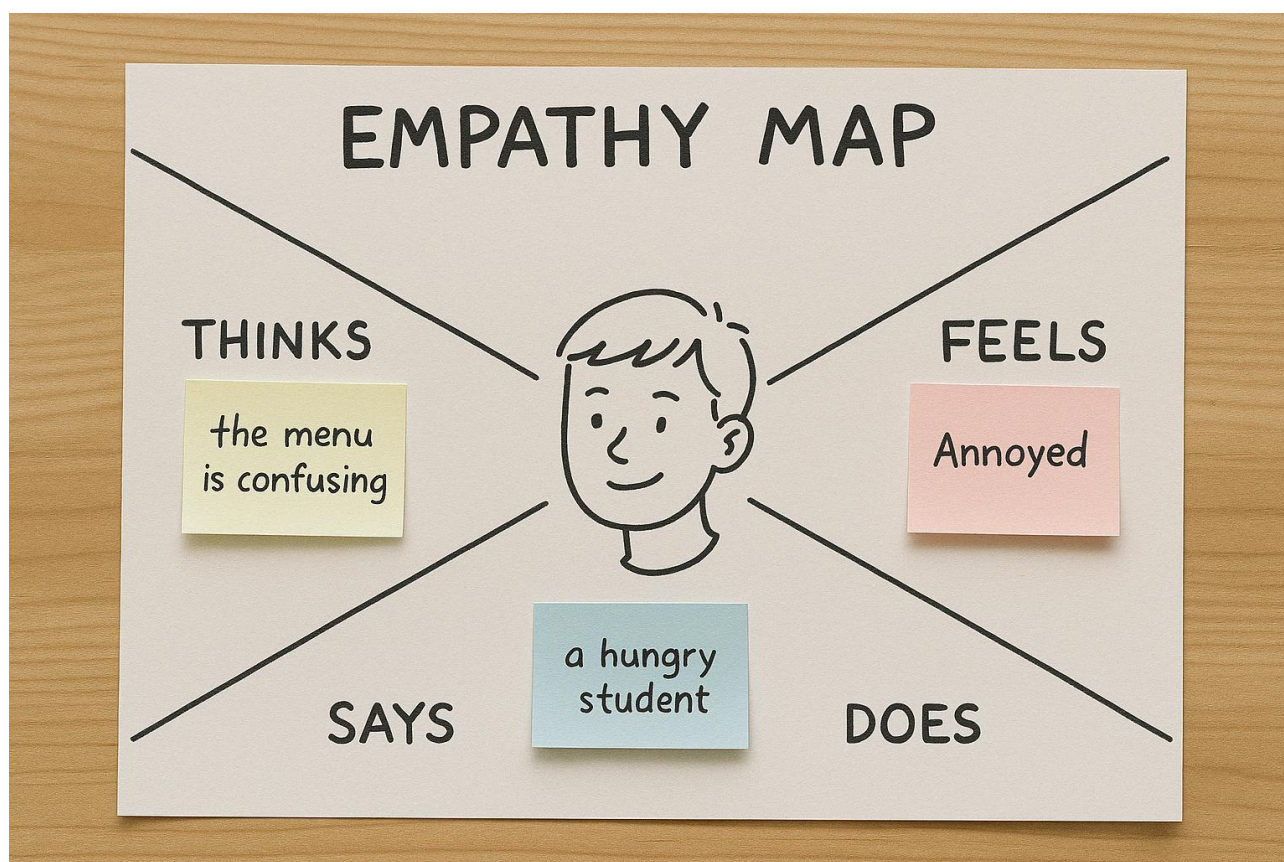 EMPATHY MAP
THINKS
the menu
is confusing
FEELS
Annoyed
a hungry
student
SAYS
DOES